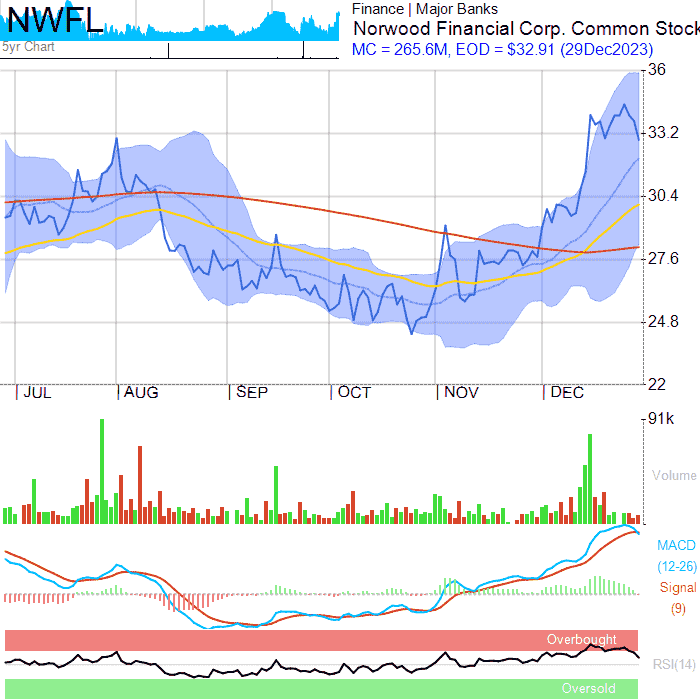 NWFL
5yr Chart
Finance | Major Banks
Norwood Financial Corp. Common Stock
MC = 265.6M, EOD = $32.91 (29Dec2023)
36
33.2
30.4
27.6
24.8
22
JUL AUG SEP OCT NOV DEC
91k
Volume
MACD
(12-26)
Signal
(9)
Overbought
RSI(14)
Oversold